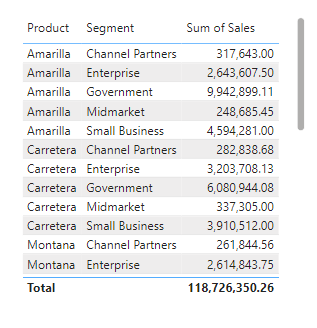 Product Segment Sum of Sales
Amarilla Channel Partners 317,643.00
Amarilla Enterprise 2,643,607.50
Amarilla Government 9,942,899.11
Amarilla Midmarket 248,685.45
Amarilla Small Business 4,594,281.00
Carretera Channel Partners 282,838.68
Carretera Enterprise 3,203,708.13
Carretera Government 6,080,944.08
Carretera Midmarket 337,305.00
Carretera Small Business 3,910,512.00
Montana Channel Partners 261,844.56
Montana Enterprise 2,614,843.75
Total 118,726,350.26